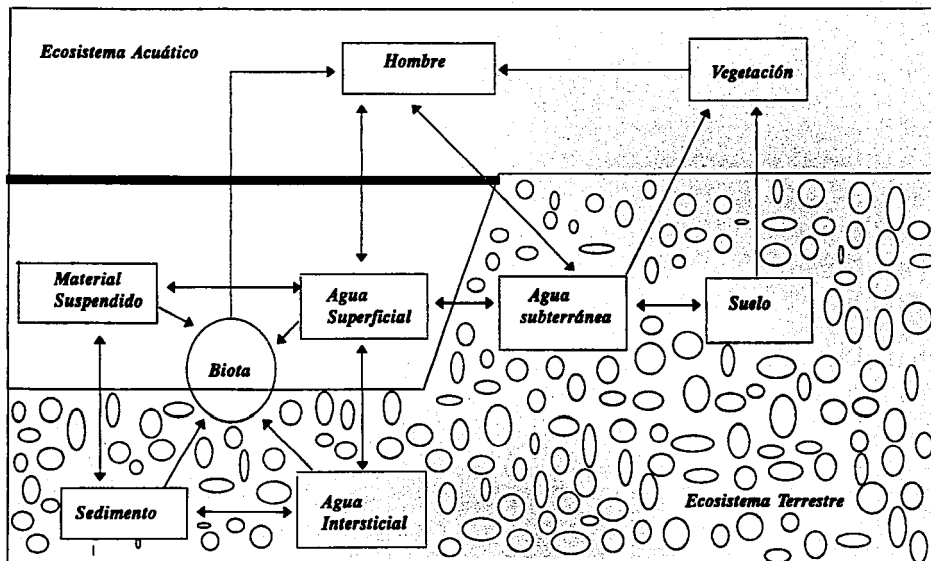 Ecosistema Acuático
Hombre
Vegetación
Material
Suspendido
Agua
Superficial
Agua
subterránea
Suelo
Biota
Sedimento
Agua
Intersticial
Ecosistema Terrestre